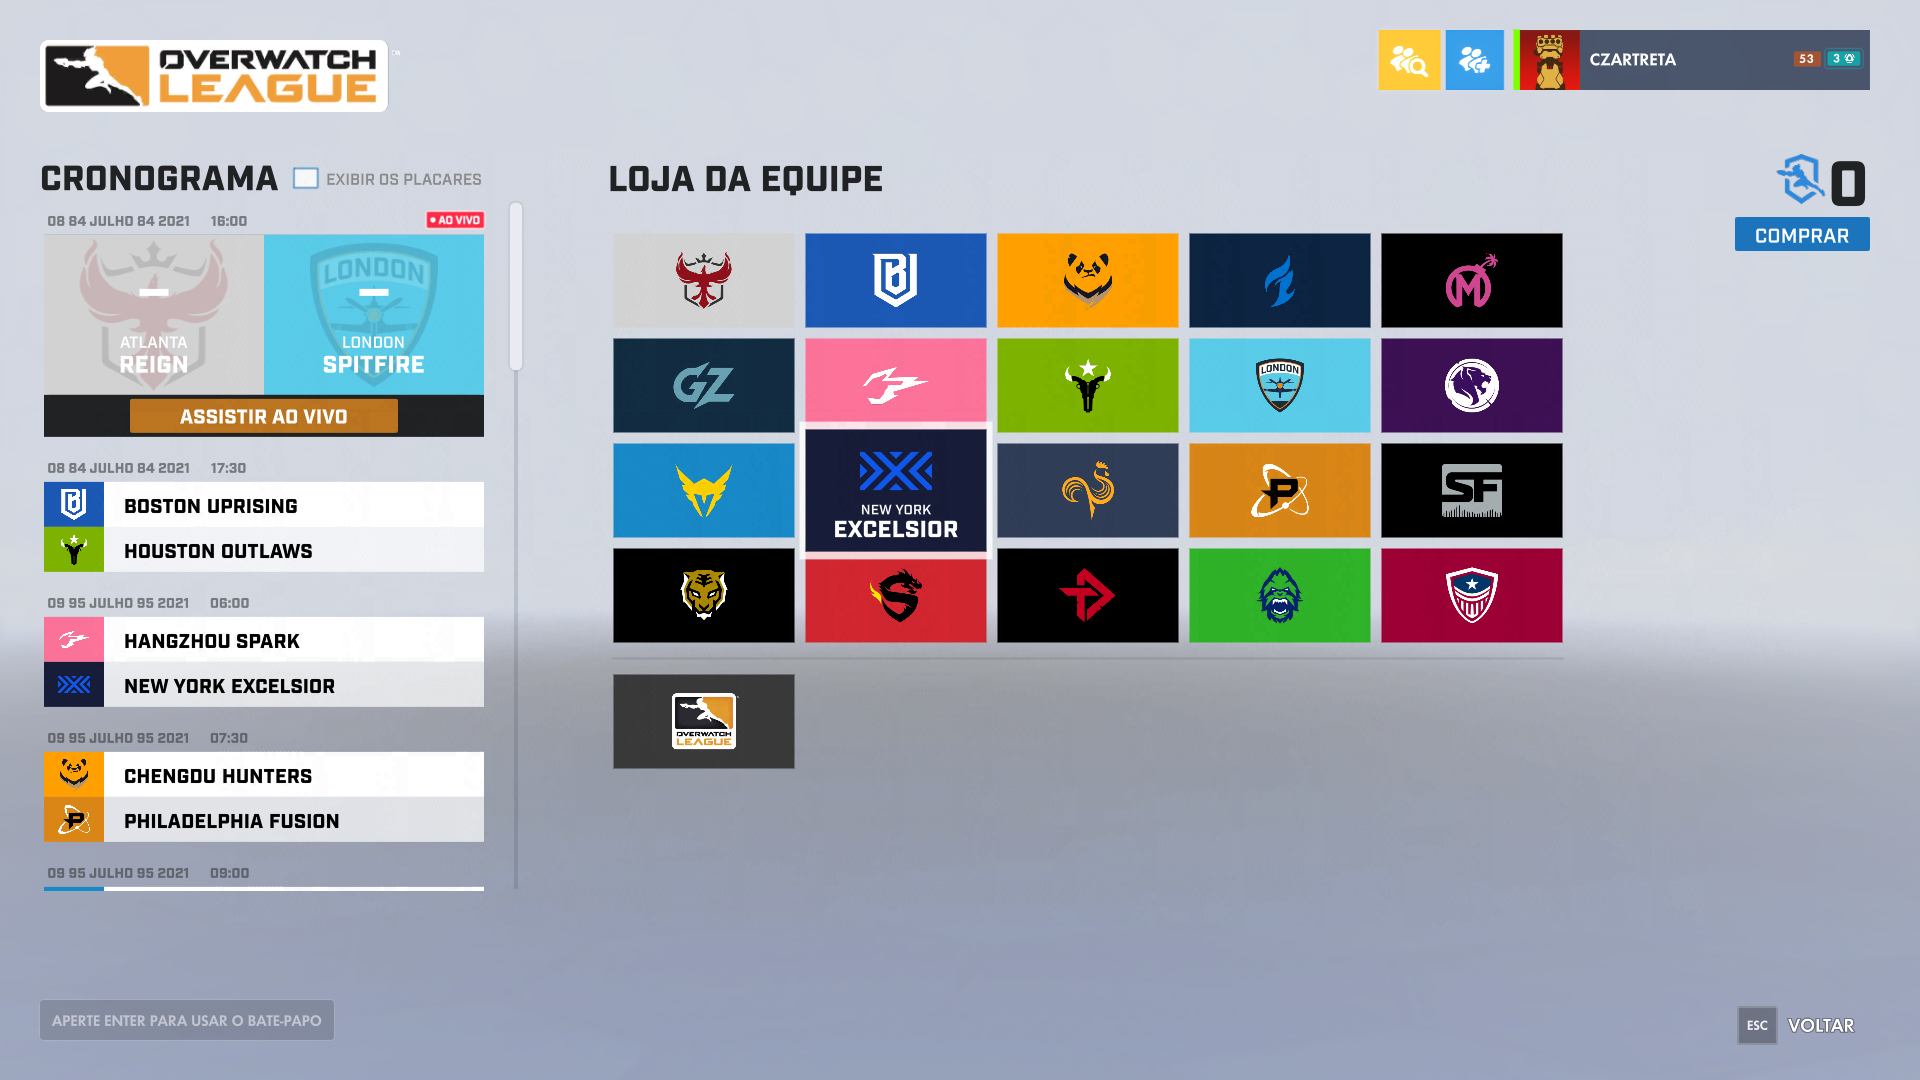 OVERWATCH
LEAGUE
CZARTRETA
53
3
CRONOGRAMA
EXIBIR OS PLACARES
08 84 JULHO 84 2021 16:00
AO VIVO
ATLANTA
REIGN
LONDON
LONDON
SPITFIRE
ASSISTIR AO VIVO
08 84 JULHO 84 2021 17:30
BOSTON UPRISING
HOUSTON OUTLAWS
09 95 JULHO 95 2021 06:00
HANGZHOU SPARK
NEW YORK EXCELSIOR
09 95 JULHO 95 2021 07:30
CHENGDU HUNTERS
PHILADELPHIA FUSION
09 95 JULHO 95 2021 09:00
LOJA DA EQUIPE
0
COMPRAR
B
M
GZ
LONDON
NEW YORK
EXCELSIOR
P
SF
S
D
OVERWATCH
LEAGUE
APERTE ENTER PARA USAR O BATE-PAPO
ESC VOLTAR